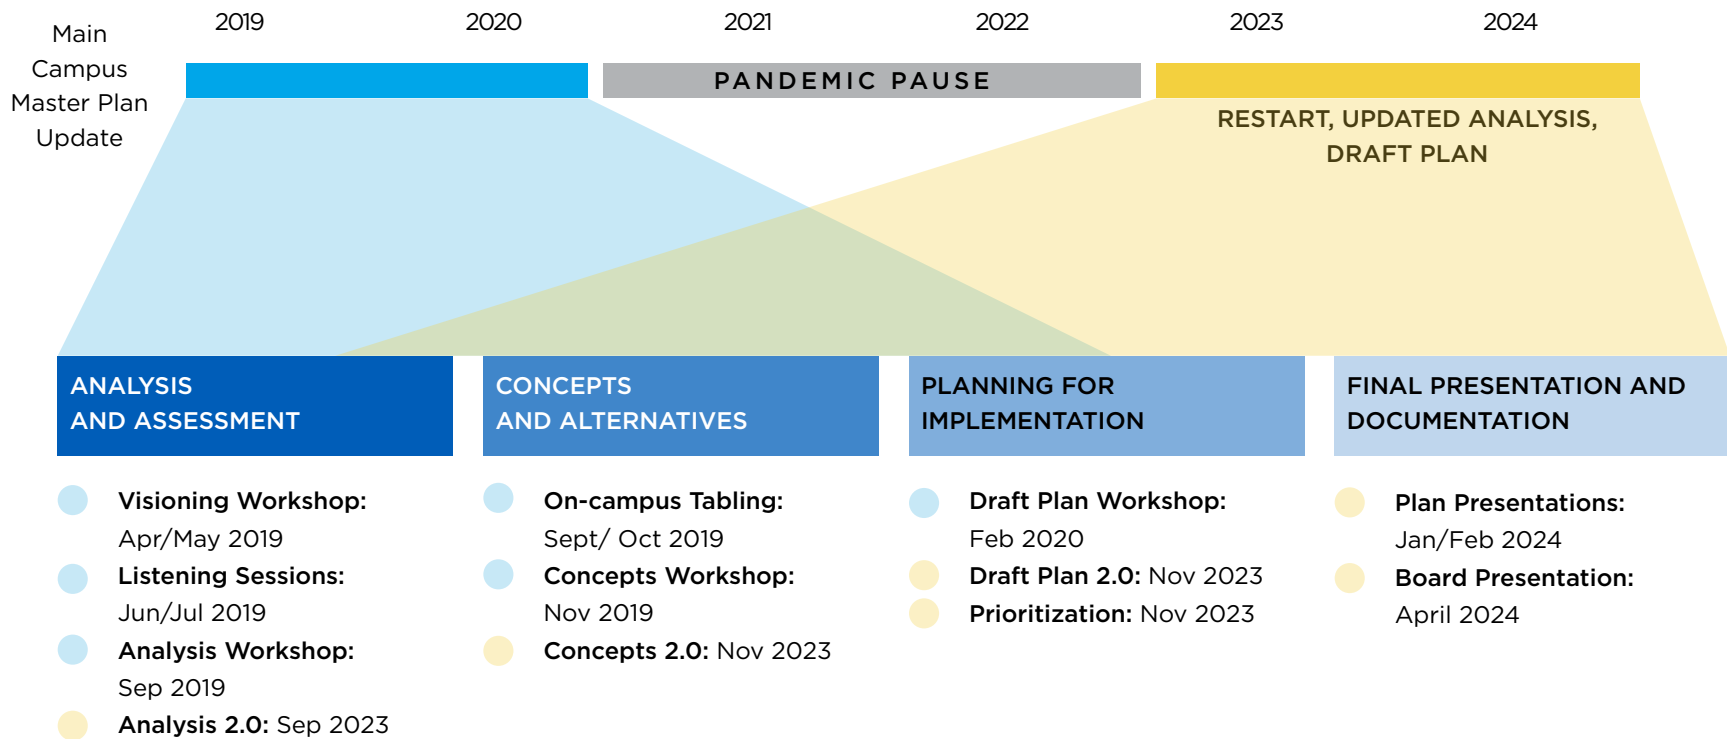 Main
Campus
Master Plan
Update
2019
2020
2021
2022
2023
2024
PANDEMIC PAUSE
RESTART, UPDATED ANALYSIS,
DRAFT PLAN
ANALYSIS
AND ASSESSMENT
Visioning Workshop:
Apr/May 2019
Listening Sessions:
Jun/Jul 2019
Analysis Workshop:
Sep 2019
Analysis 2.0: Sep 2023
CONCEPTS
AND ALTERNATIVES
On-campus Tabling:
Sept/ Oct 2019
Concepts Workshop:
Nov 2019
Concepts 2.0: Nov 2023
PLANNING FOR
IMPLEMENTATION
Draft Plan Workshop:
Feb 2020
Draft Plan 2.0: Nov 2023
Prioritization: Nov 2023
FINAL PRESENTATION AND
DOCUMENTATION
Plan Presentations:
Jan/Feb 2024
Board Presentation:
April 2024